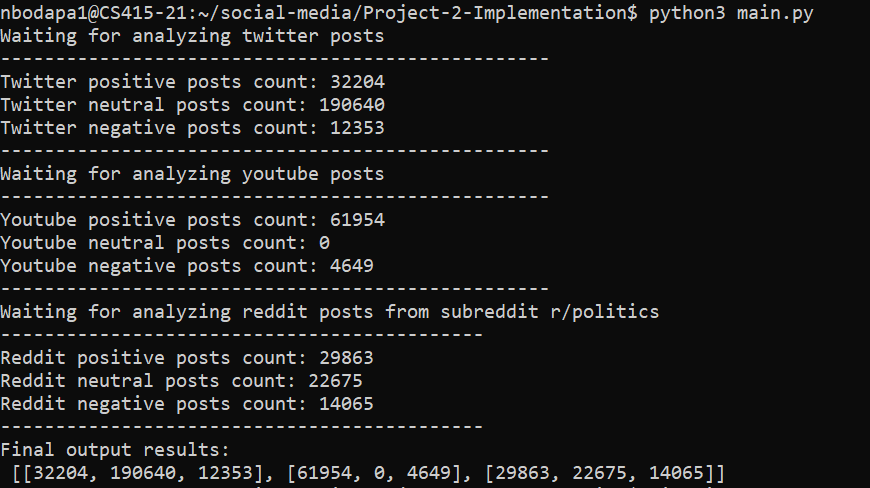 nbodapa1@CS415-21:~/social-media/Project-2-Implementation$ python3 main.py
Waiting for analyzing twitter posts
--------------------------------------------------
Twitter positive posts count: 32204
Twitter neutral posts count: 190640
Twitter negative posts count: 12353
--------------------------------------------------
Waiting for analyzing youtube posts
--------------------------------------------------
Youtube positive posts count: 61954
Youtube neutral posts count: 0
Youtube negative posts count: 4649
--------------------------------------------------
Waiting for analyzing reddit posts from subreddit r/politics
--------------------------------------------
Reddit positive posts count: 29863
Reddit neutral posts count: 22675
Reddit negative posts count: 14065
--------------------------------------------
Final output results:
 [[32204, 190640, 12353], [61954, 0, 4649], [29863, 22675, 14065]]